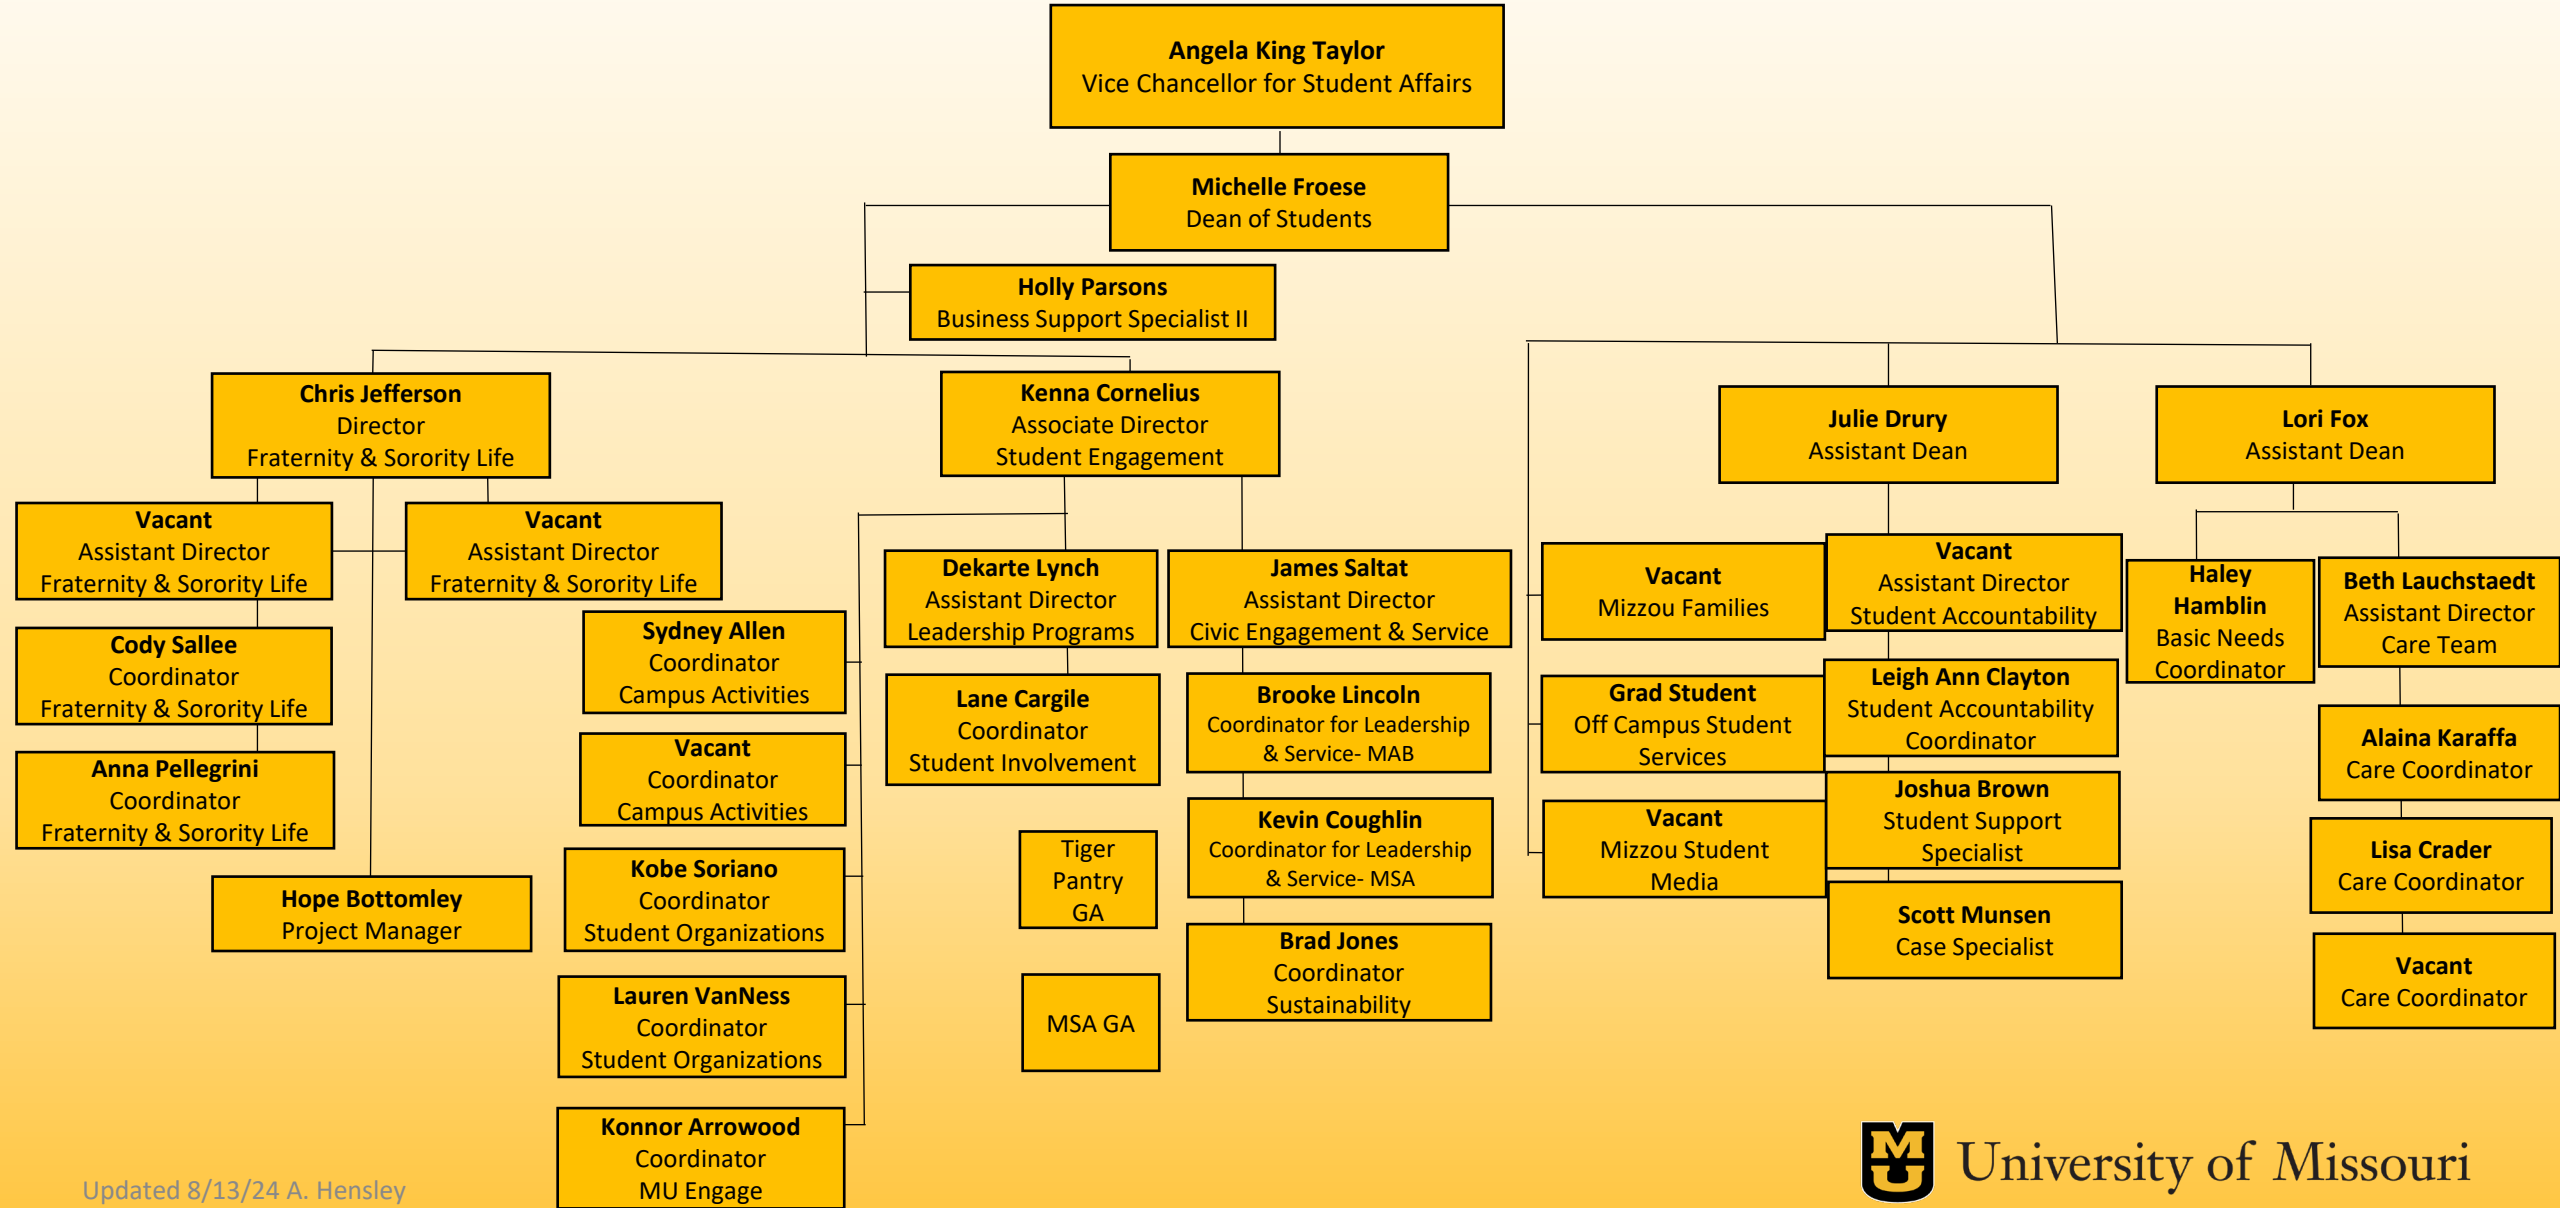 Angela King Taylor
Vice Chancellor for Student Affairs
Michelle Froese
Dean of Students
Holly Parsons
Business Support Specialist II
Chris Jefferson
Director
Fraternity & Sorority Life
Kenna Cornelius
Associate Director
Student Engagement
Julie Drury
Assistant Dean
Lori Fox
Assistant Dean
Vacant
Assistant Director
Fraternity & Sorority Life
Vacant
Assistant Director
Fraternity & Sorority Life
Cody Sallee
Coordinator
Fraternity & Sorority Life
Anna Pellegrini
Coordinator
Fraternity & Sorority Life
Hope Bottomley
Project Manager
Sydney Allen
Coordinator
Campus Activities
Vacant
Coordinator
Campus Activities
Kobe Soriano
Coordinator
Student Organizations
Lauren VanNess
Coordinator
Student Organizations
Konnor Arrowood
Coordinator
MU Engage
Dekarte Lynch
Assistant Director
Leadership Programs
Lane Cargile
Coordinator
Student Involvement
Tiger
Pantry
GA
MSA GA
James Saltat
Assistant Director
Civic Engagement & Service
Brooke Lincoln
Coordinator for Leadership
& Service- MAB
Kevin Coughlin
Coordinator for Leadership
& Service- MSA
Brad Jones
Coordinator
Sustainability
Vacant
Mizzou Families
Grad Student
Off Campus Student
Services
Vacant
Mizzou Student
Media
Vacant
Assistant Director
Student Accountability
Leigh Ann Clayton
Student Accountability
Coordinator
Joshua Brown
Student Support
Specialist
Scott Munsen
Case Specialist
Haley
Hamblin
Basic Needs
Coordinator
Beth Lauchstaedt
Assistant Director
Care Team
Alaina Karaffa
Care Coordinator
Lisa Crader
Care Coordinator
Vacant
Care Coordinator
Updated 8/13/24 A. Hensley
MU
University of Missouri